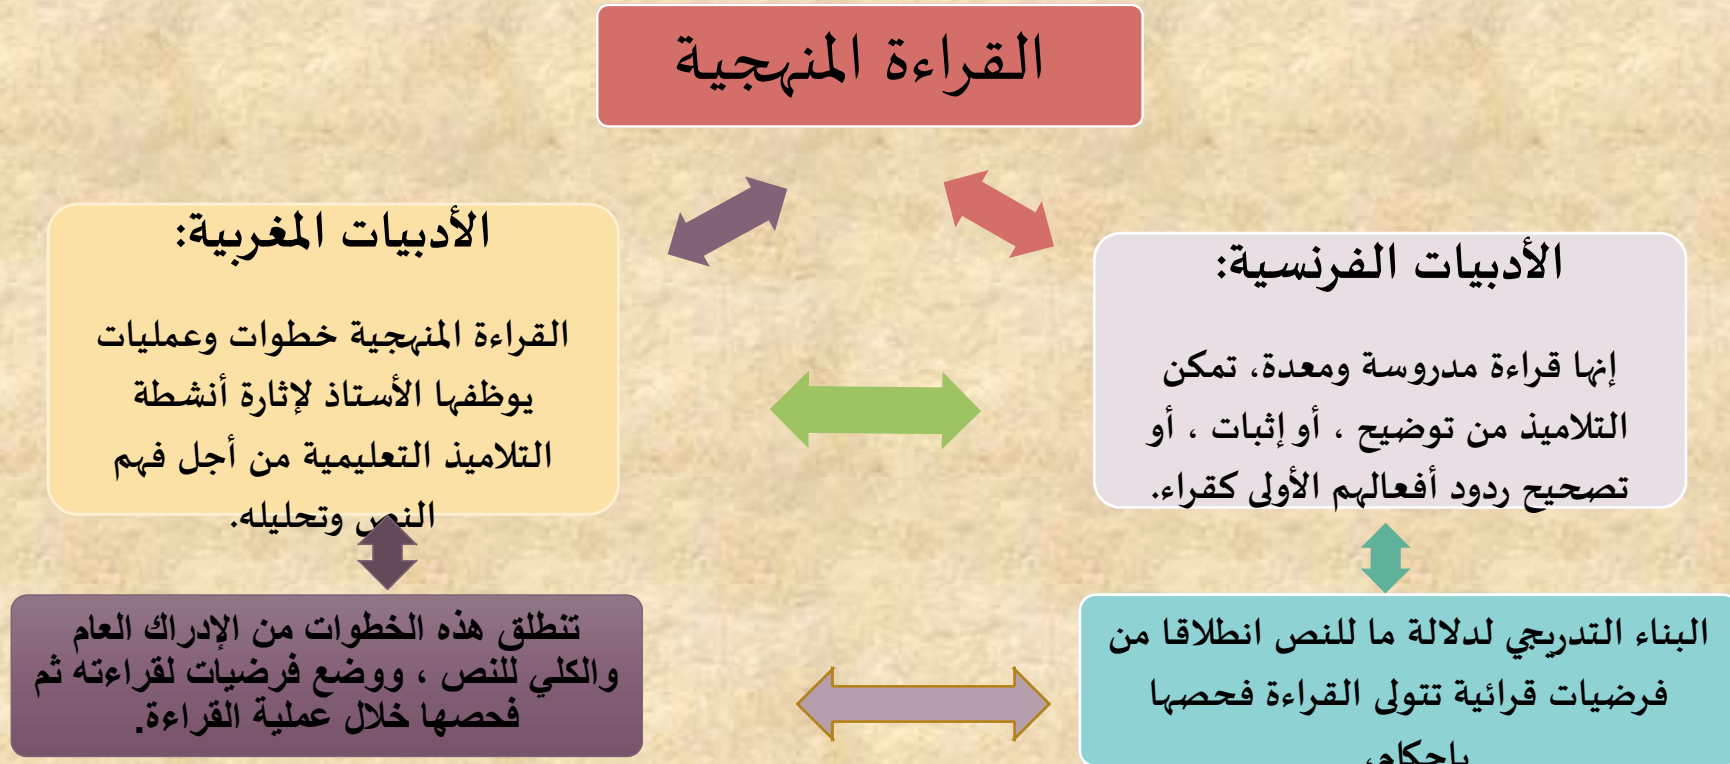 القراءة المنهجية
الأدبيات الفرنسية:
إنها قراءة مدروسة ومعدة، تمكن
التلاميذ من توضيح ، أو إثبات ، أو
تصحيح ردود أفعالهم الأولى كقراء.
الأدبيات المغربية:
القراءة المنهجية خطوات وعمليات
يوظفها الأستاذ لإثارة أنشطة
التلاميذ التعليمية من أجل فهم
النص وتحليله.
البناء التدريجي لدلالة ما للنص انطلاقا من
فرضيات قرائية تتولى القراءة فحصها
بإحكام،
تنطلق هذه الخطوات من الإدراك العام
والكلي للنص ، ووضع فرضيات لقراءته ثم
فحصها خلال عملية القراءة.